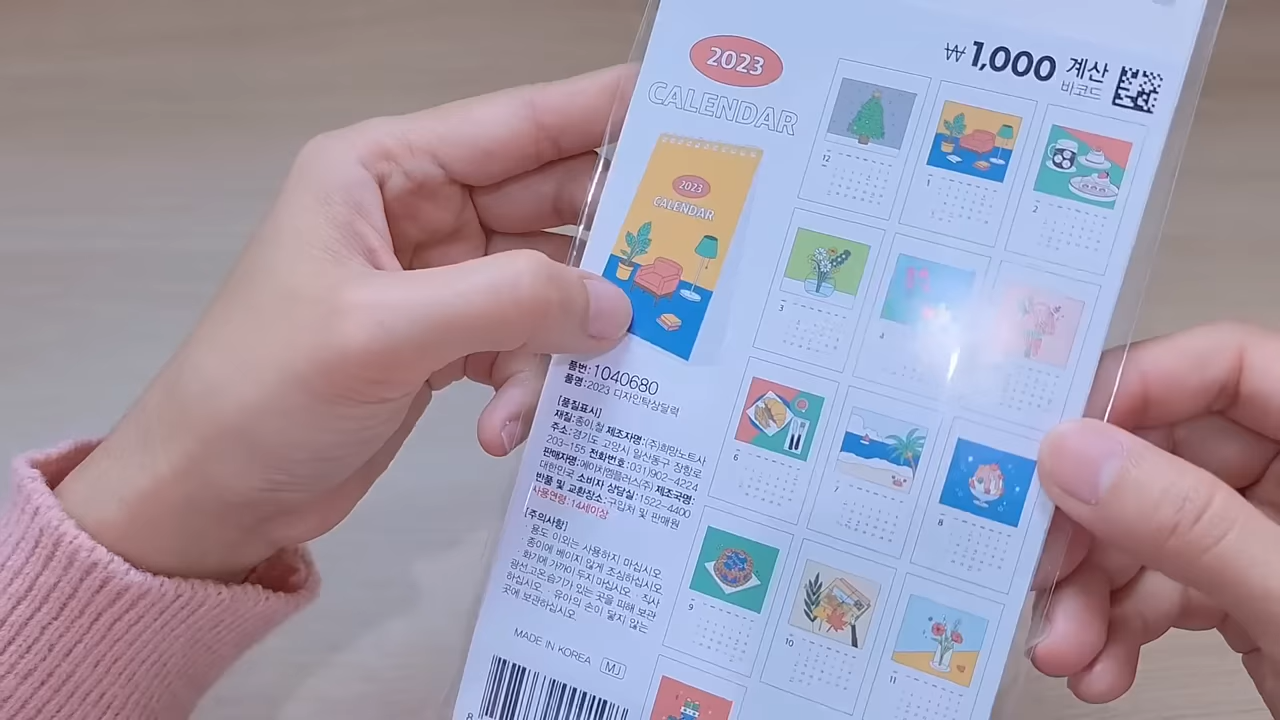 2023
CALENDAR
2023
CALENDAR
₩1,000 계산
바코드
12
1
2
3
4
6
7
8
9
10
11
품번: 1040680
품명: 2023 디자인탁상달력
[품질표시]
재질: 종이,철 제조자명: (주)희망노트사
주소: 경기도 고양시 일산동구 장항로
203-155 전화번호: 031)902-4224
판매자명: 에이치엠플러스(주) 제조국명:
대한민국 소비자 상담실: 1522-4400
반품 및 교환장소: 구입처 및 판매원
사용연령: 14세이상
[주의사항]
· 용도 이외는 사용하지 마십시오.
· 종이에 베이지 않게 조심하십시오.
· 화기에 가까이 두지 마십시오. · 직사
광선고온습기가 있는 곳을 피해 보관
하십시오. · 유아의 손이 닿지 않는
곳에 보관하십시오.
MADE IN KOREA MJ
8